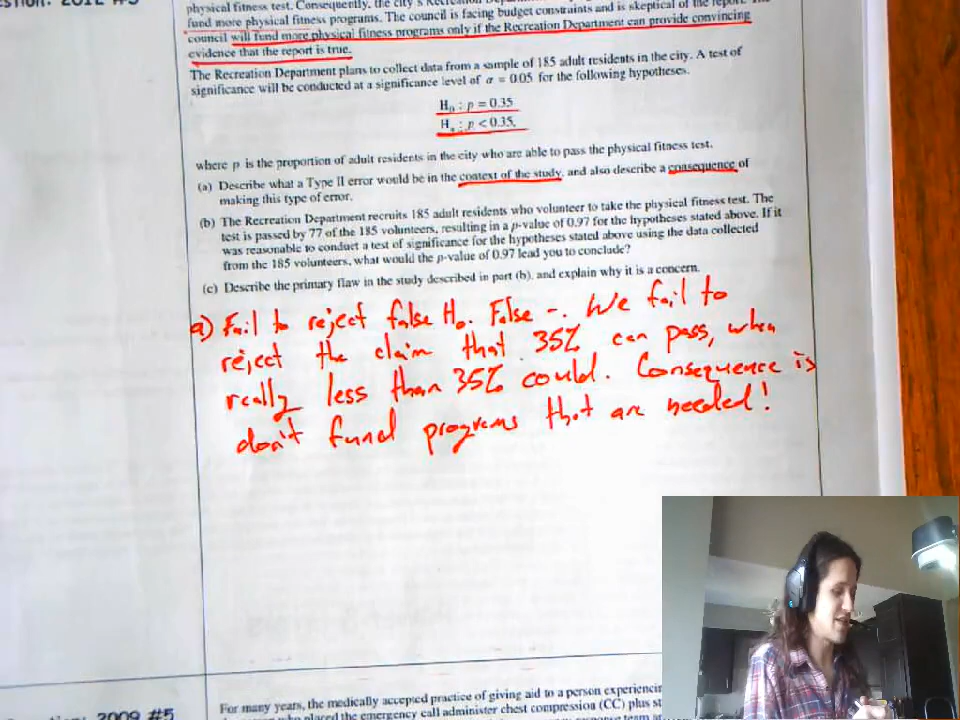 physical fitness test. Consequently, the city's Recreation Department
fund more physical fitness programs. The council is facing budget constraints and is skeptical of the report. The
council will fund more physical fitness programs only if the Recreation Department can provide convincing
evidence that the report is true.
The Recreation Department plans to collect data from a sample of 185 adult residents in the city. A test of
significance will be conducted at a significance level of α = 0.05 for the following hypotheses.
H₀ : p = 0.35
Hₐ : p < 0.35,
where p is the proportion of adult residents in the city who are able to pass the physical fitness test.
(a) Describe what a Type II error would be in the context of the study, and also describe a consequence of
making this type of error.
(b) The Recreation Department recruits 185 adult residents who volunteer to take the physical fitness test. The
test is passed by 77 of the 185 volunteers, resulting in a p-value of 0.97 for the hypotheses stated above. If it
was reasonable to conduct a test of significance for the hypotheses stated above using the data collected
from the 185 volunteers, what would the p-value of 0.97 lead you to conclude?
(c) Describe the primary flaw in the study described in part (b), and explain why it is a concern.
a) Fail to reject false H₀. False -. We fail to
reject the claim that 35% can pass, when
really less than 35% could. Consequence is
don't fund programs that are needed!
2009 #5
For many years, the medically accepted practice of giving aid to a person
placed the emergency call administer chest compression (CC) plus